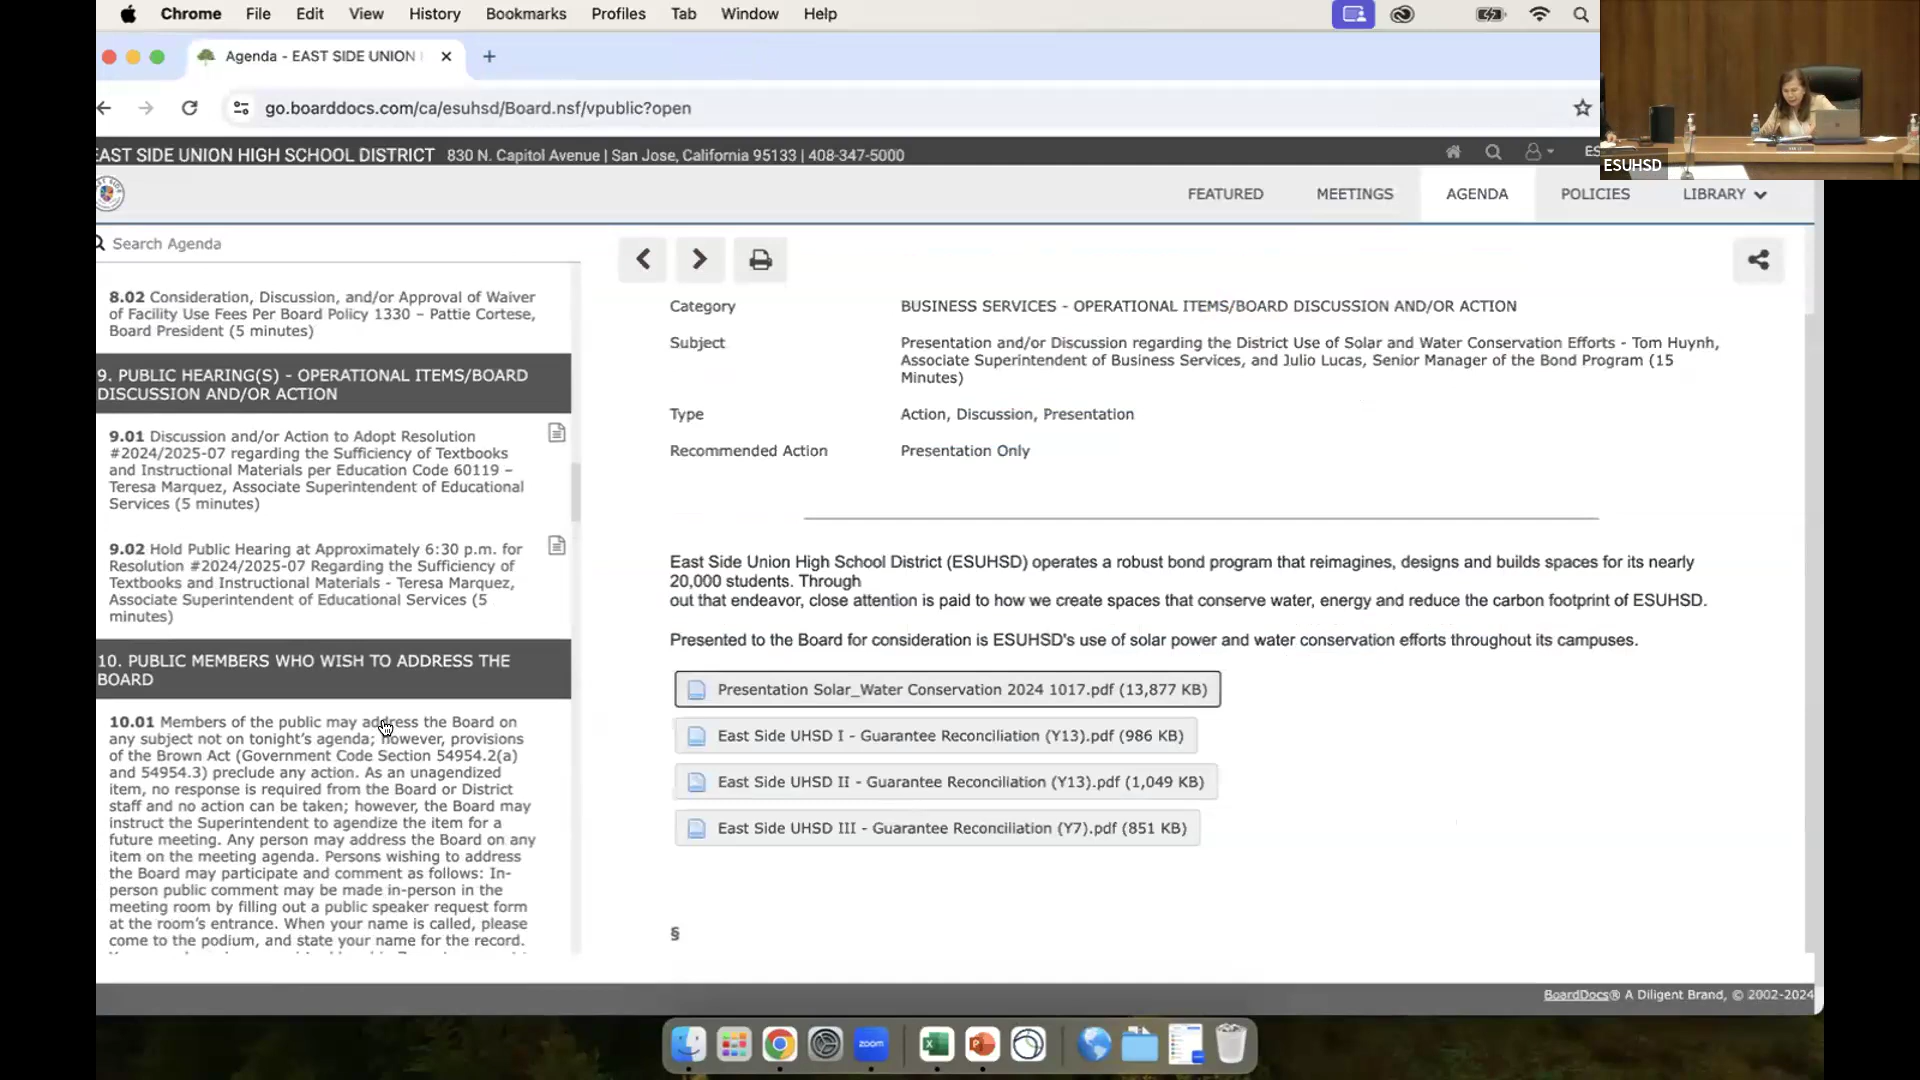 Chrome File Edit View History Bookmarks Profiles Tab Window Help
Agenda - EAST SIDE UNION
go.boarddocs.com/ca/esuhsd/Board.nsf/vpublic?open
EAST SIDE UNION HIGH SCHOOL DISTRICT 830 N. Capitol Avenue | San Jose, California 95133 | 408-347-5000
ESUHSD
FEATURED MEETINGS AGENDA POLICIES LIBRARY
Search Agenda
8.02 Consideration, Discussion, and/or Approval of Waiver
of Facility Use Fees Per Board Policy 1330 – Pattie Cortese,
Board President (5 minutes)
9. PUBLIC HEARING(S) - OPERATIONAL ITEMS/BOARD
DISCUSSION AND/OR ACTION
9.01 Discussion and/or Action to Adopt Resolution
#2024/2025-07 regarding the Sufficiency of Textbooks
and Instructional Materials per Education Code 60119 –
Teresa Marquez, Associate Superintendent of Educational
Services (5 minutes)
9.02 Hold Public Hearing at Approximately 6:30 p.m. for
Resolution #2024/2025-07 Regarding the Sufficiency of
Textbooks and Instructional Materials - Teresa Marquez,
Associate Superintendent of Educational Services (5
minutes)
10. PUBLIC MEMBERS WHO WISH TO ADDRESS THE
BOARD
10.01 Members of the public may address the Board on
any subject not on tonight's agenda; however, provisions
of the Brown Act (Government Code Section 54954.2(a)
and 54954.3) preclude any action. As an unagendized
item, no response is required from the Board or District
staff and no action can be taken; however, the Board may
instruct the Superintendent to agendize the item for a
future meeting. Any person may address the Board on any
item on the meeting agenda. Persons wishing to address
the Board may participate and comment as follows: In-
person public comment may be made in-person in the
meeting room by filling out a public speaker request form
at the room's entrance. When your name is called, please
come to the podium, and state your name for the record.
Category BUSINESS SERVICES - OPERATIONAL ITEMS/BOARD DISCUSSION AND/OR ACTION
Subject Presentation and/or Discussion regarding the District Use of Solar and Water Conservation Efforts - Tom Huynh,
Associate Superintendent of Business Services, and Julio Lucas, Senior Manager of the Bond Program (15
Minutes)
Type Action, Discussion, Presentation
Recommended Action Presentation Only
East Side Union High School District (ESUHSD) operates a robust bond program that reimagines, designs and builds spaces for its nearly
20,000 students. Through
out that endeavor, close attention is paid to how we create spaces that conserve water, energy and reduce the carbon footprint of ESUHSD.
Presented to the Board for consideration is ESUHSD's use of solar power and water conservation efforts throughout its campuses.
Presentation Solar_Water Conservation 2024 1017.pdf (13,877 KB)
East Side UHSD I - Guarantee Reconciliation (Y13).pdf (986 KB)
East Side UHSD II - Guarantee Reconciliation (Y13).pdf (1,049 KB)
East Side UHSD III - Guarantee Reconciliation (Y7).pdf (851 KB)
§
BoardDocs® A Diligent Brand, © 2002-2024
zoom